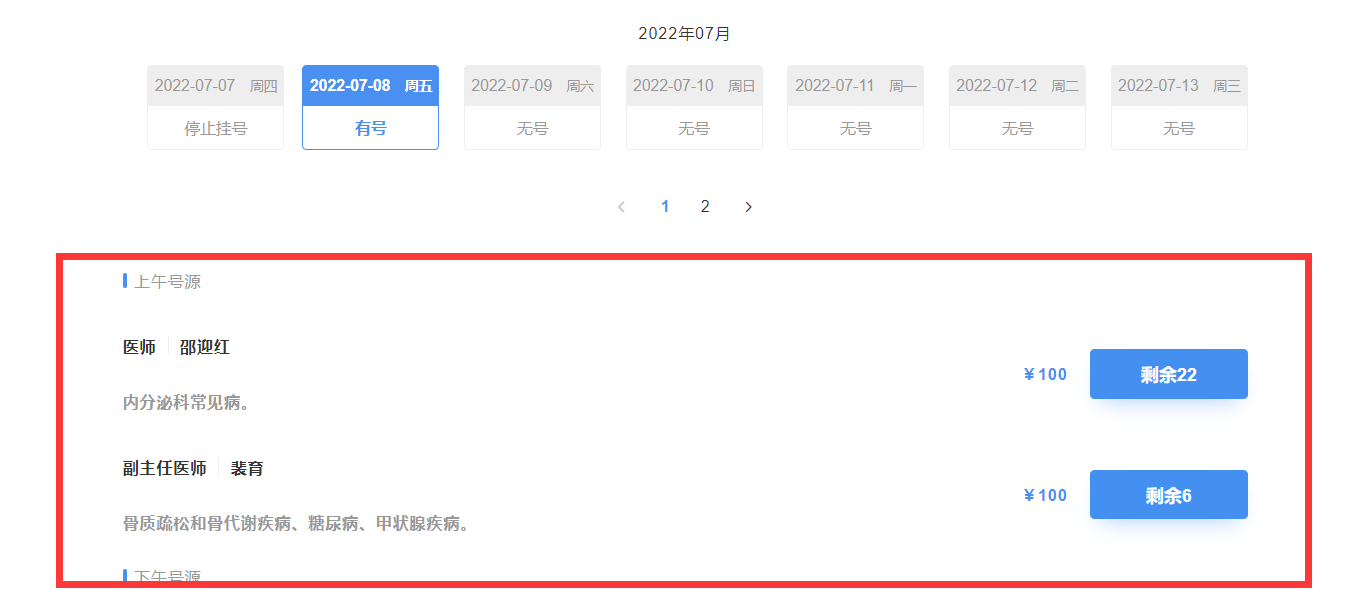 2022年07月
2022-07-07 周四 2022-07-08 周五 2022-07-09 周六 2022-07-10 周日 2022-07-11 周一 2022-07-12 周二 2022-07-13 周三
停止挂号 有号 无号 无号 无号 无号 无号
1 2
上午号源
医师 邵迎红
¥100 剩余22
内分泌科常见病。
副主任医师 裴育
¥100 剩余6
骨质疏松和骨代谢疾病、糖尿病、甲状腺疾病。
下午号源